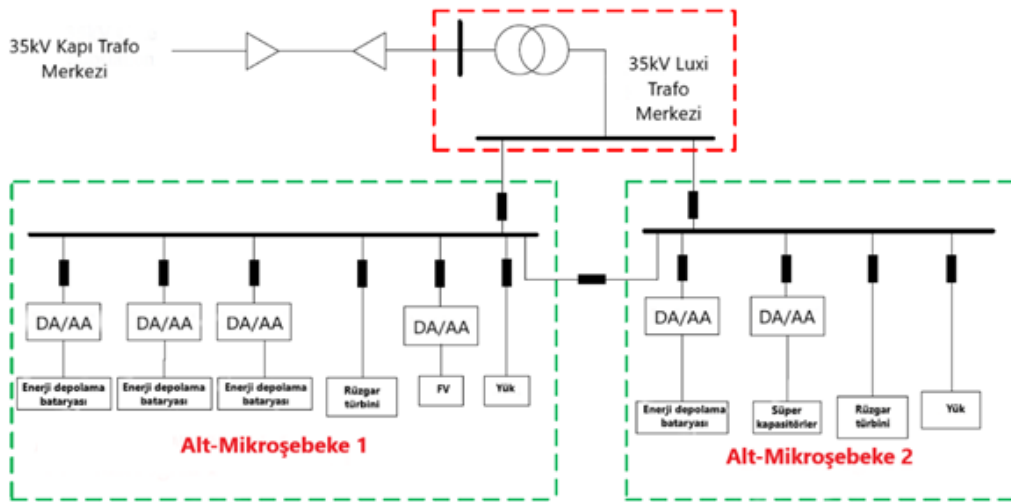 35kV Kapı Trafo
Merkezi
35kV Luxi
Trafo
Merkezi
DA/AA
DA/AA
DA/AA
DA/AA
Enerji depolama
bataryası
Enerji depolama
bataryası
Enerji depolama
bataryası
Rüzgar
türbini
FV
Yük
Alt-Mikroşebeke 1
DA/AA
DA/AA
Enerji depolama
bataryası
Süper
kapasitörler
Rüzgar
türbini
Yük
Alt-Mikroşebeke 2